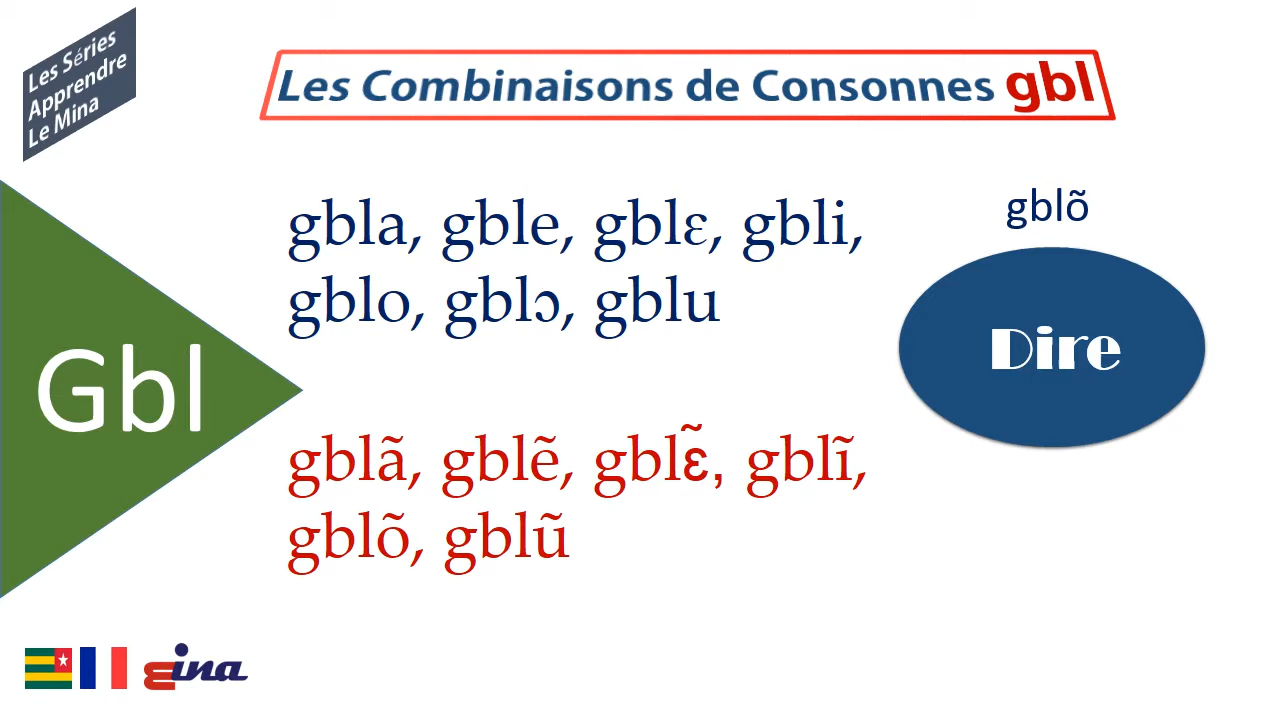 Les Séries
Apprendre
Le Mina
Les Combinaisons de Consonnes gbl
Gbl
gbla, gble, gblɛ, gbli,
gblo, gblɔ, gblu
gblã, gblẽ, gblɛ̃, gblĩ,
gblõ, gblũ
gblõ
Dire
Mina